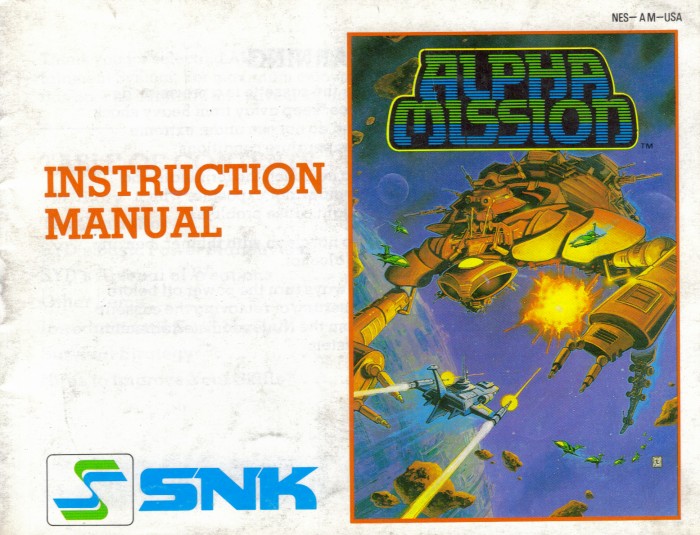 NES-AM-USA
ALPHA
MISSION
TM
INSTRUCTION
MANUAL
SNK